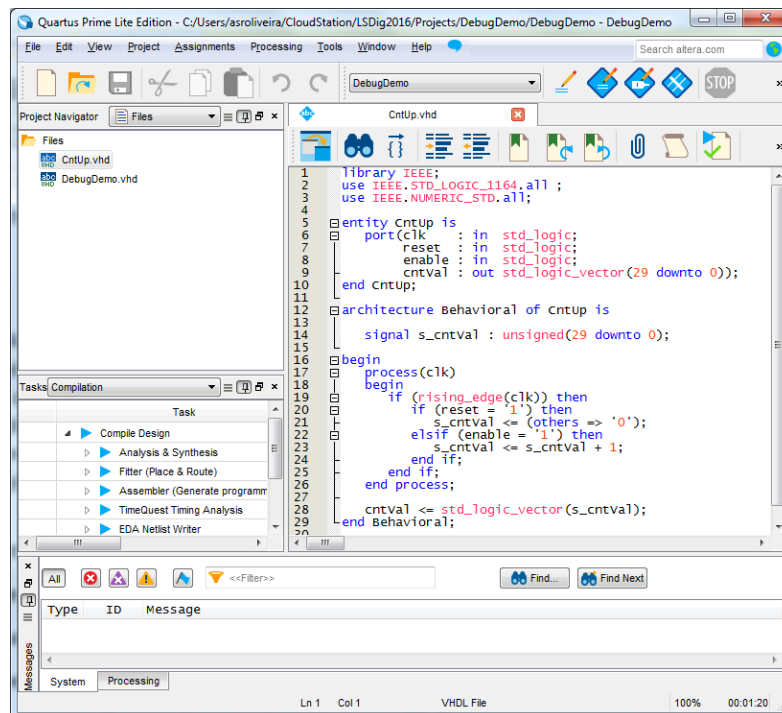 Quartus Prime Lite Edition - C:/Users/asroliveira/CloudStation/LSDig2016/Projects/DebugDemo/DebugDemo - DebugDemo
File Edit View Project Assignments Processing Tools Window Help
Search altera.com
DebugDemo
STOP
Project Navigator Files
Files
CntUp.vhd
DebugDemo.vhd
Tasks Compilation
Task
Compile Design
Analysis & Synthesis
Fitter (Place & Route)
Assembler (Generate programm
TimeQuest Timing Analysis
EDA Netlist Writer
CntUp.vhd
1 library IEEE;
2 use IEEE.STD_LOGIC_1164.all ;
3 use IEEE.NUMERIC_STD.all;
4
5 entity CntUp is
6 port(clk : in std_logic;
7 reset : in std_logic;
8 enable : in std_logic;
9 cntVal : out std_logic_vector(29 downto 0));
10 end CntUp;
11
12 architecture Behavioral of CntUp is
13
14 signal s_cntVal : unsigned(29 downto 0);
15
16 begin
17 process(clk)
18 begin
19 if (rising_edge(clk)) then
20 if (reset = '1') then
21 s_cntVal <= (others => '0');
22 elsif (enable = '1') then
23 s_cntVal <= s_cntVal + 1;
24 end if;
25 end if;
26 end process;
27
28 cntVal <= std_logic_vector(s_cntVal);
29 end Behavioral;
30
All <<Filter>> Find... Find Next
Type ID Message
Messages
System Processing
Ln 1 Col 1 VHDL File 100% 00:01:20